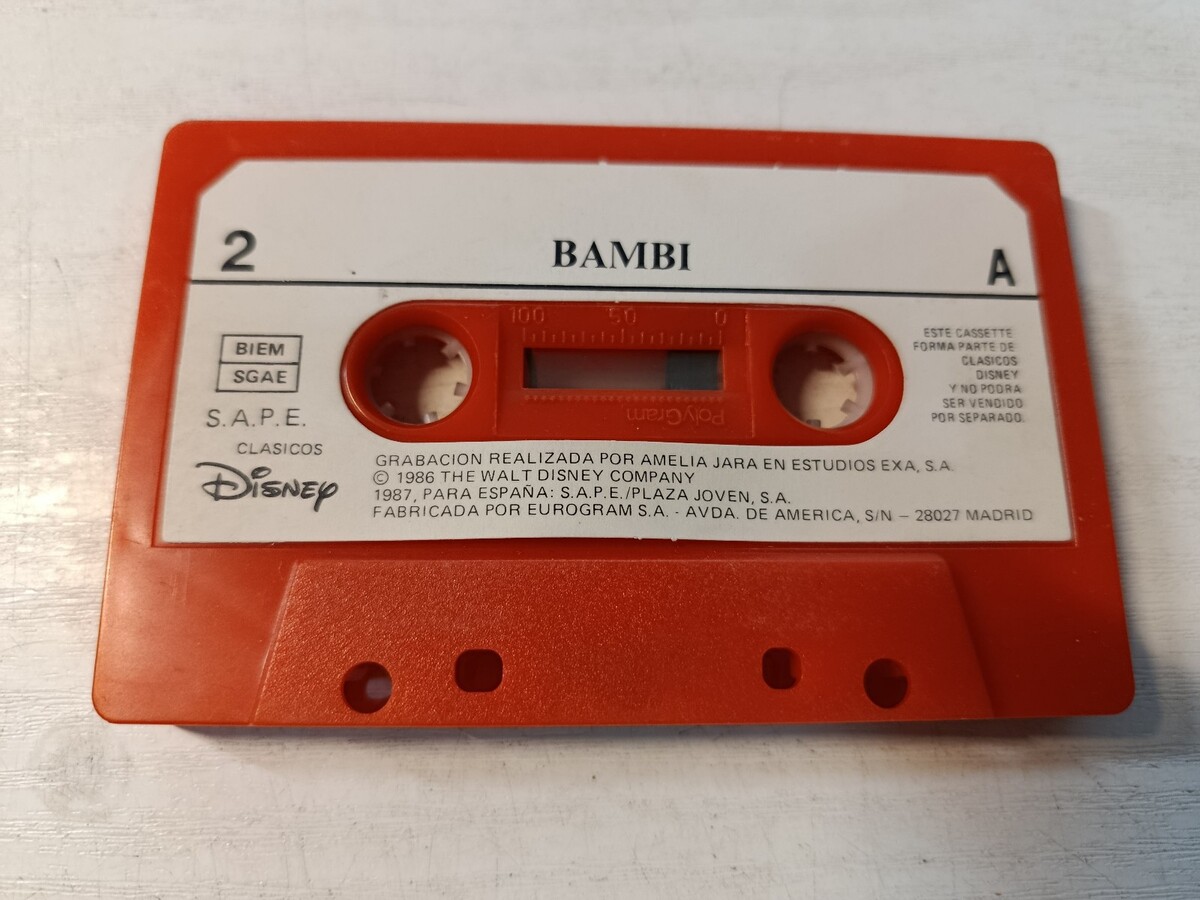 2
BAMBI
A
BIEM
SGAE
S.A.P.E.
CLASICOS
Disney
100 50 0
PolyGram
ESTE CASSETTE
FORMA PARTE DE
CLASICOS
DISNEY
Y NO PODRA
SER VENDIDO
POR SEPARADO.
GRABACION REALIZADA POR AMELIA JARA EN ESTUDIOS EXA, S.A.
© 1986 THE WALT DISNEY COMPANY
1987, PARA ESPAÑA: S.A.P.E./PLAZA JOVEN, S.A.
FABRICADA POR EUROGRAM S.A. - AVDA. DE AMERICA, S/N – 28027 MADRID